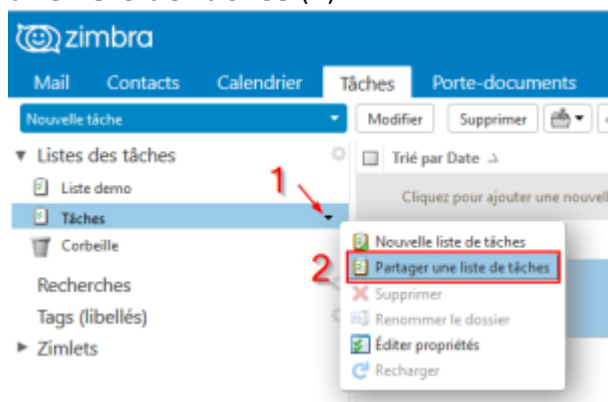 zimbra
Mail Contacts Calendrier Tâches Porte-documents
Nouvelle tâche Modifier Supprimer
Listes des tâches Trié par Date
Liste demo 1 Cliquez pour ajouter une
Tâches
Corbeille Nouvelle liste de tâches
2 Partager une liste de tâches
Recherches Supprimer
Tags (libellés) Renommer le dossier
Zimlets Éditer propriétés
Recharger